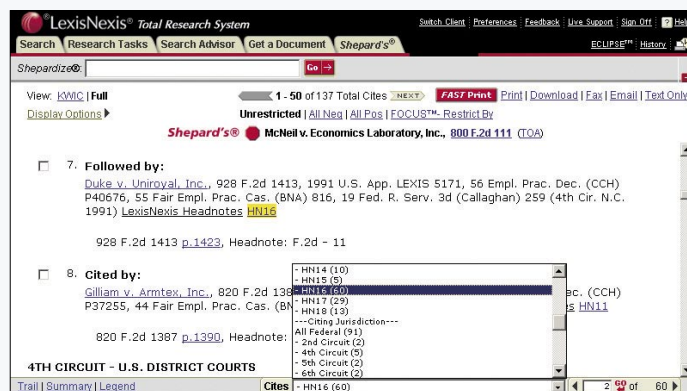 LexisNexis® Total Research System
Switch Client | Preferences | Feedback | Live Support | Sign Off | ? Help
Search Research Tasks Search Advisor Get a Document Shepard's®
ECLIPSE™ | History
Shepardize®: Go →
View: KWIC | Full
1 - 50 of 137 Total Cites NEXT FAST Print Print | Download | Fax | Email | Text Only
Display Options
Unrestricted | All Neg | All Pos | FOCUS™- Restrict By
Shepard's® McNeil v. Economics Laboratory, Inc., 800 F.2d 111 (TOA)
7. Followed by:
Duke v. Uniroyal, Inc., 928 F.2d 1413, 1991 U.S. App. LEXIS 5171, 56 Empl. Prac. Dec. (CCH)
P40676, 55 Fair Empl. Prac. Cas. (BNA) 816, 19 Fed. R. Serv. 3d (Callaghan) 259 (4th Cir. N.C.
1991) LexisNexis Headnotes HN16
928 F.2d 1413 p.1423, Headnote: F.2d - 11
8. Cited by:
Gilliam v. Armtex, Inc., 820 F.2d 138 ec. (CCH)
P37255, 44 Fair Empl. Prac. Cas. (BN s HN11
820 F.2d 1387 p.1390, Headnote:
- HN14 (10)
- HN15 (5)
- HN16 (60)
- HN17 (29)
- HN18 (13)
---Citing Jurisdiction---
All Federal (91)
- 2nd Circuit (2)
- 4th Circuit (5)
- 5th Circuit (2)
- 6th Circuit (2)
4TH CIRCUIT - U.S. DISTRICT COURTS
Trail | Summary | Legend
Cites - HN16 (60)
2 GO of 60